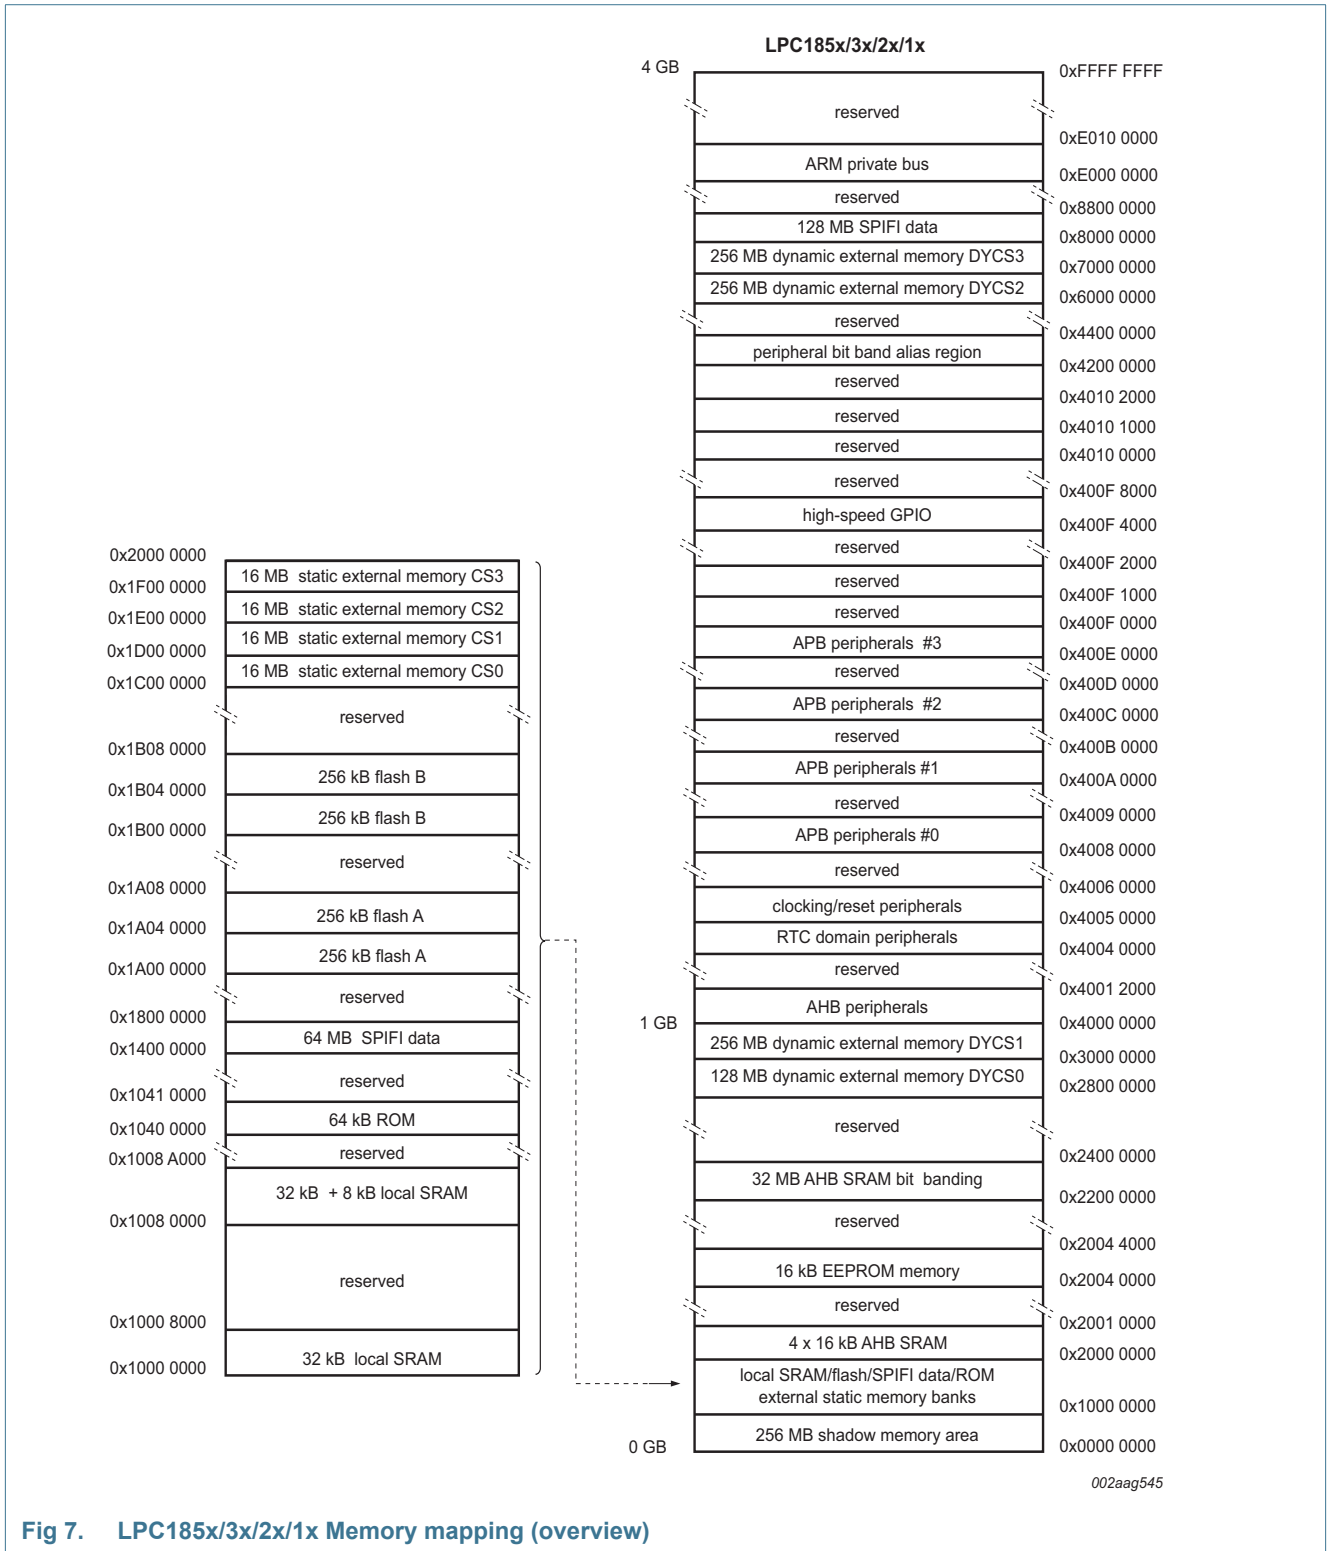 LPC185x/3x/2x/1x
4 GB
0xFFFF FFFF
reserved
0xE010 0000
ARM private bus
0xE000 0000
reserved
0x8800 0000
128 MB SPIFI data
0x8000 0000
256 MB dynamic external memory DYCS3
0x7000 0000
256 MB dynamic external memory DYCS2
0x6000 0000
reserved
0x4400 0000
peripheral bit band alias region
0x4200 0000
reserved
0x4010 2000
reserved
0x4010 1000
reserved
0x4010 0000
reserved
0x400F 8000
high-speed GPIO
0x400F 4000
reserved
0x400F 2000
reserved
0x400F 1000
reserved
0x400F 0000
APB peripherals #3
0x400E 0000
reserved
0x400D 0000
APB peripherals #2
0x400C 0000
reserved
0x400B 0000
APB peripherals #1
0x400A 0000
reserved
0x4009 0000
APB peripherals #0
0x4008 0000
reserved
0x4006 0000
clocking/reset peripherals
0x4005 0000
RTC domain peripherals
0x4004 0000
reserved
0x4001 2000
AHB peripherals
1 GB
0x4000 0000
256 MB dynamic external memory DYCS1
0x3000 0000
128 MB dynamic external memory DYCS0
0x2800 0000
reserved
0x2400 0000
32 MB AHB SRAM bit banding
0x2200 0000
reserved
0x2004 4000
16 kB EEPROM memory
0x2004 0000
reserved
0x2001 0000
4 x 16 kB AHB SRAM
0x2000 0000
local SRAM/flash/SPIFI data/ROM
external static memory banks
0x1000 0000
256 MB shadow memory area
0 GB
0x0000 0000
0x2000 0000
16 MB static external memory CS3
0x1F00 0000
16 MB static external memory CS2
0x1E00 0000
16 MB static external memory CS1
0x1D00 0000
16 MB static external memory CS0
0x1C00 0000
reserved
0x1B08 0000
256 kB flash B
0x1B04 0000
256 kB flash B
0x1B00 0000
reserved
0x1A08 0000
256 kB flash A
0x1A04 0000
256 kB flash A
0x1A00 0000
reserved
0x1800 0000
64 MB SPIFI data
0x1400 0000
reserved
0x1041 0000
64 kB ROM
0x1040 0000
reserved
0x1008 A000
32 kB + 8 kB local SRAM
0x1008 0000
reserved
0x1000 8000
32 kB local SRAM
0x1000 0000
002aag545
Fig 7. LPC185x/3x/2x/1x Memory mapping (overview)